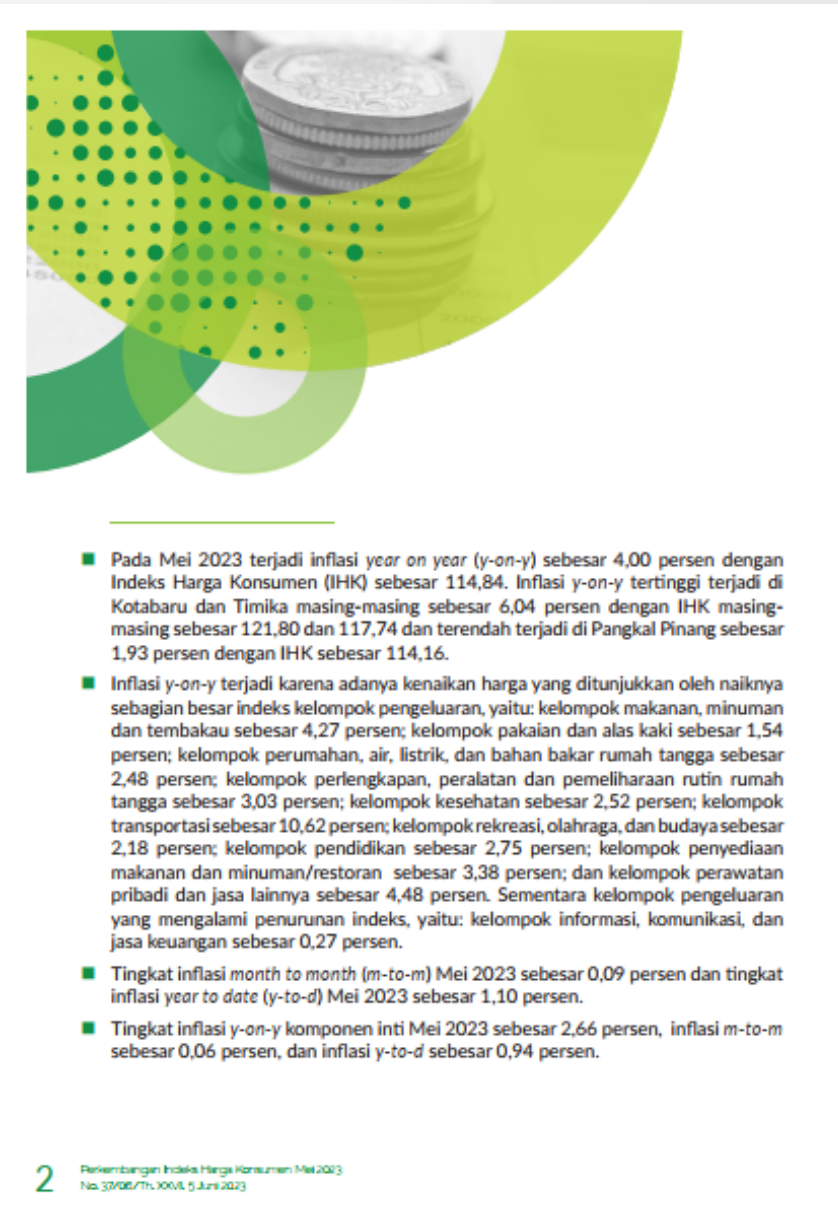 Pada Mei 2023 terjadi inflasi year on year (y-on-y) sebesar 4,00 persen dengan
Indeks Harga Konsumen (IHK) sebesar 114,84. Inflasi y-on-y tertinggi terjadi di
Kotabaru dan Timika masing-masing sebesar 6,04 persen dengan IHK masing-
masing sebesar 121,80 dan 117,74 dan terendah terjadi di Pangkal Pinang sebesar
1,93 persen dengan IHK sebesar 114,16.
Inflasi y-on-y terjadi karena adanya kenaikan harga yang ditunjukkan oleh naiknya
sebagian besar indeks kelompok pengeluaran, yaitu: kelompok makanan, minuman
dan tembakau sebesar 4,27 persen; kelompok pakaian dan alas kaki sebesar 1,54
persen; kelompok perumahan, air, listrik, dan bahan bakar rumah tangga sebesar
2,48 persen; kelompok perlengkapan, peralatan dan pemeliharaan rutin rumah
tangga sebesar 3,03 persen; kelompok kesehatan sebesar 2,52 persen; kelompok
transportasi sebesar 10,62 persen; kelompok rekreasi, olahraga, dan budaya sebesar
2,18 persen; kelompok pendidikan sebesar 2,75 persen; kelompok penyediaan
makanan dan minuman/restoran sebesar 3,38 persen; dan kelompok perawatan
pribadi dan jasa lainnya sebesar 4,48 persen. Sementara kelompok pengeluaran
yang mengalami penurunan indeks, yaitu: kelompok informasi, komunikasi, dan
jasa keuangan sebesar 0,27 persen.
Tingkat inflasi month to month (m-to-m) Mei 2023 sebesar 0,09 persen dan tingkat
inflasi year to date (y-to-d) Mei 2023 sebesar 1,10 persen.
Tingkat inflasi y-on-y komponen inti Mei 2023 sebesar 2,66 persen, inflasi m-to-m
sebesar 0,06 persen, dan inflasi y-to-d sebesar 0,94 persen.
2
Perkembangan Indeks Harga Konsumen Mei 2023
No. 37/06/Th. XXVI, 5 Juni 2023